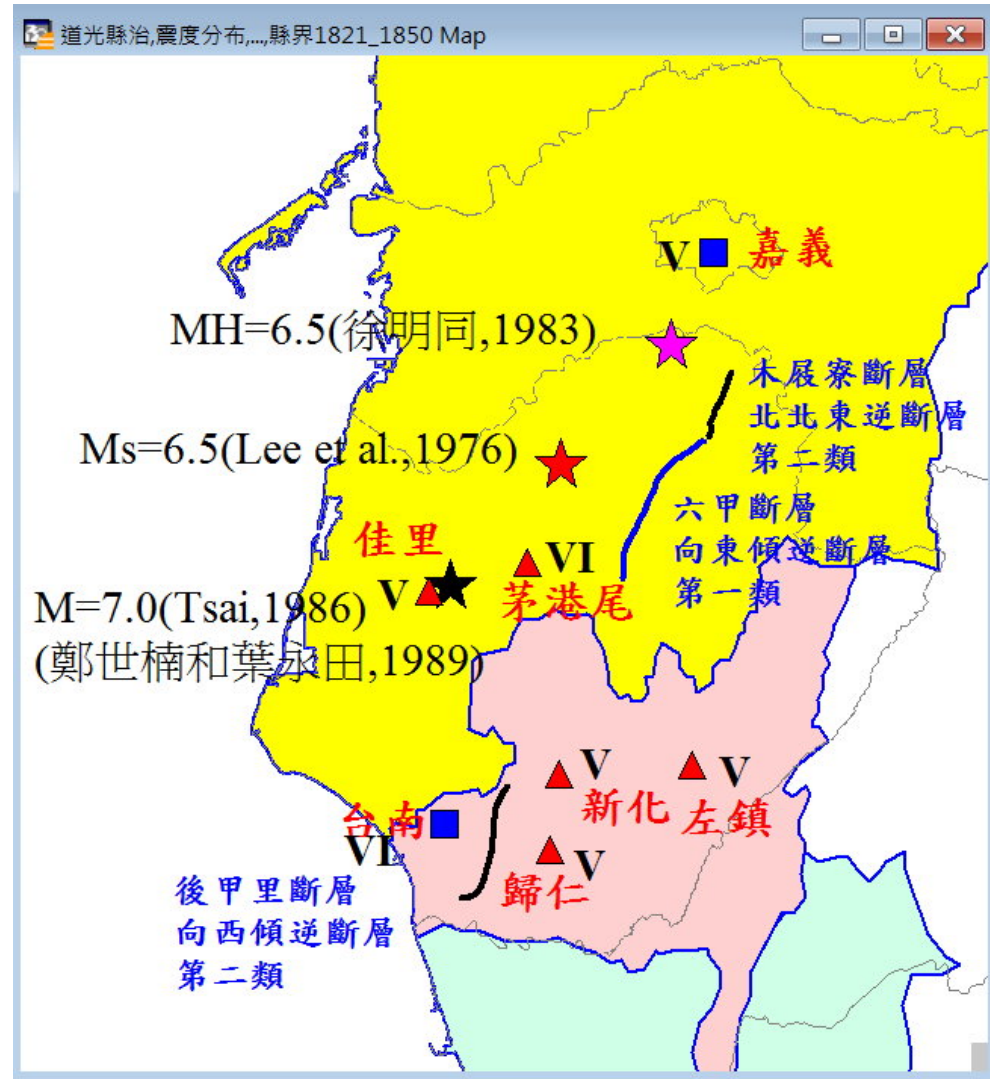 道光縣治,震度分布,...,縣界1821_1850 Map
V
嘉義
MH=6.5(徐明同,1983)
木屐寮斷層
北北東逆斷層
第二類
Ms=6.5(Lee et al.,1976)
六甲斷層
向東傾逆斷層
第一類
佳里
V
VI
茅港尾
M=7.0(Tsai,1986)
(鄭世楠和葉永田,1989)
V
新化
V
左鎮
台南
VI
V
歸仁
後甲里斷層
向西傾逆斷層
第二類